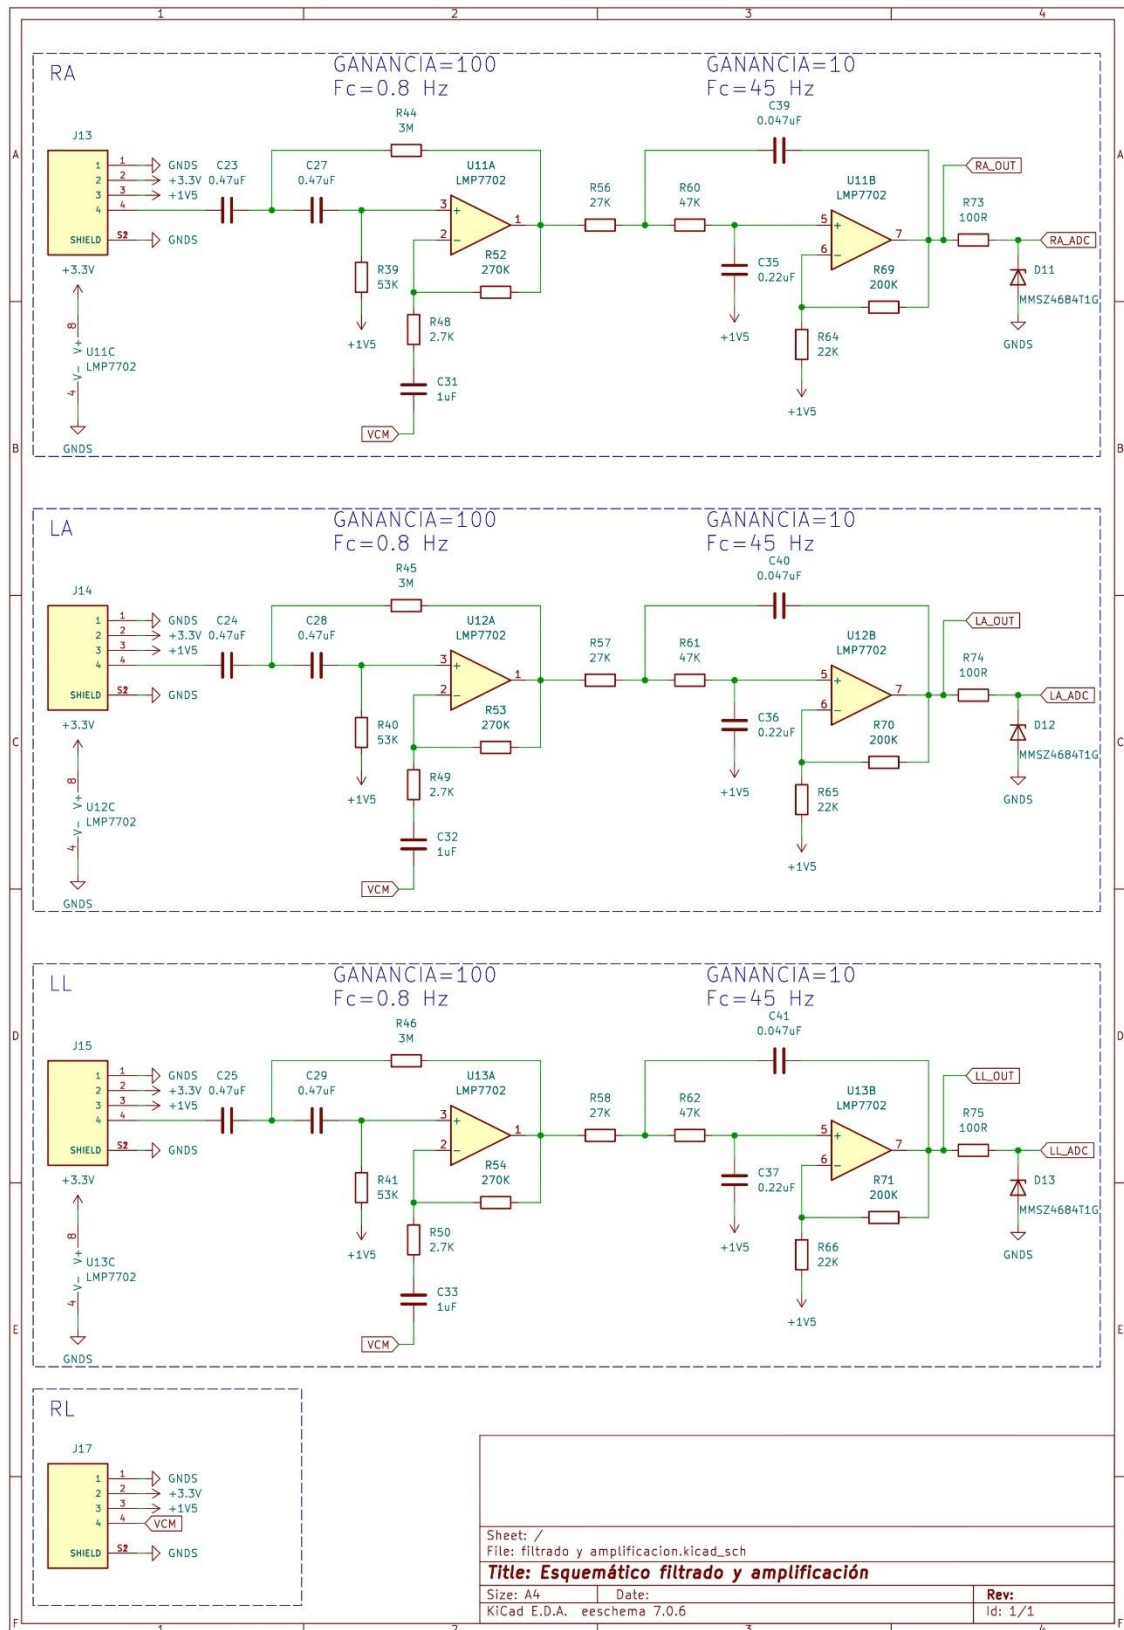 1 2 3 4
RA
GANANCIA=100
Fc=0.8 Hz
GANANCIA=10
Fc=45 Hz
A A
J13
1 1 GNDS
2 2 +3.3V
3 3 +1V5
4 4
SHIELD S2 GNDS
C23
0.47uF
C27
0.47uF
R44
3M
U11A
LMP7702
3 +
2 −
1
R39
53K
+1V5
R52
270K
R48
2.7K
C31
1uF
VCM
R56
27K
R60
47K
C39
0.047uF
C35
0.22uF
+1V5
U11B
LMP7702
5 +
6 −
7
R69
200K
R64
22K
+1V5
RA_OUT
R73
100R
RA_ADC
D11
MMSZ4684T1G
GNDS
+3.3V
8
V+
U11C
LMP7702
V−
4
GNDS
B B
LA
GANANCIA=100
Fc=0.8 Hz
GANANCIA=10
Fc=45 Hz
J14
1 1 GNDS
2 2 +3.3V
3 3 +1V5
4 4
SHIELD S2 GNDS
C24
0.47uF
C28
0.47uF
R45
3M
U12A
LMP7702
3 +
2 −
1
R40
53K
+1V5
R53
270K
R49
2.7K
C32
1uF
VCM
R57
27K
R61
47K
C40
0.047uF
C36
0.22uF
+1V5
U12B
LMP7702
5 +
6 −
7
R70
200K
R65
22K
+1V5
LA_OUT
R74
100R
LA_ADC
D12
MMSZ4684T1G
GNDS
+3.3V
8
V+
U12C
LMP7702
V−
4
GNDS
C C
LL
GANANCIA=100
Fc=0.8 Hz
GANANCIA=10
Fc=45 Hz
D D
J15
1 1 GNDS
2 2 +3.3V
3 3 +1V5
4 4
SHIELD S2 GNDS
C25
0.47uF
C29
0.47uF
R46
3M
U13A
LMP7702
3 +
2 −
1
R41
53K
+1V5
R54
270K
R50
2.7K
C33
1uF
VCM
R58
27K
R62
47K
C41
0.047uF
C37
0.22uF
+1V5
U13B
LMP7702
5 +
6 −
7
R71
200K
R66
22K
+1V5
LL_OUT
R75
100R
LL_ADC
D13
MMSZ4684T1G
GNDS
+3.3V
8
V+
U13C
LMP7702
V−
4
GNDS
E E
RL
J17
1 1 GNDS
2 2 +3.3V
3 3 +1V5
4 4 VCM
SHIELD S2 GNDS
Sheet: /
File: filtrado y amplificacion.kicad_sch
Title: Esquemático filtrado y amplificación
Size: A4 Date: Rev:
KiCad E.D.A. eeschema 7.0.6 Id: 1/1
F F
1 2 3 4